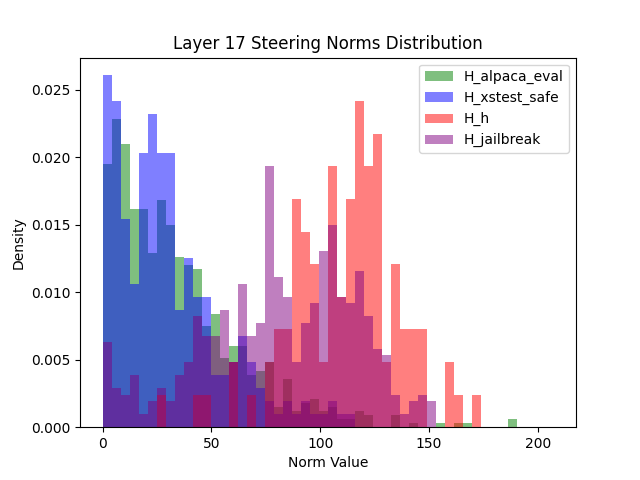 Layer 17 Steering Norms Distribution
H_alpaca_eval
H_xstest_safe
H_h
H_jailbreak
0.025
0.020
0.015
0.010
0.005
0.000
Density
0
50
100
150
200
Norm Value